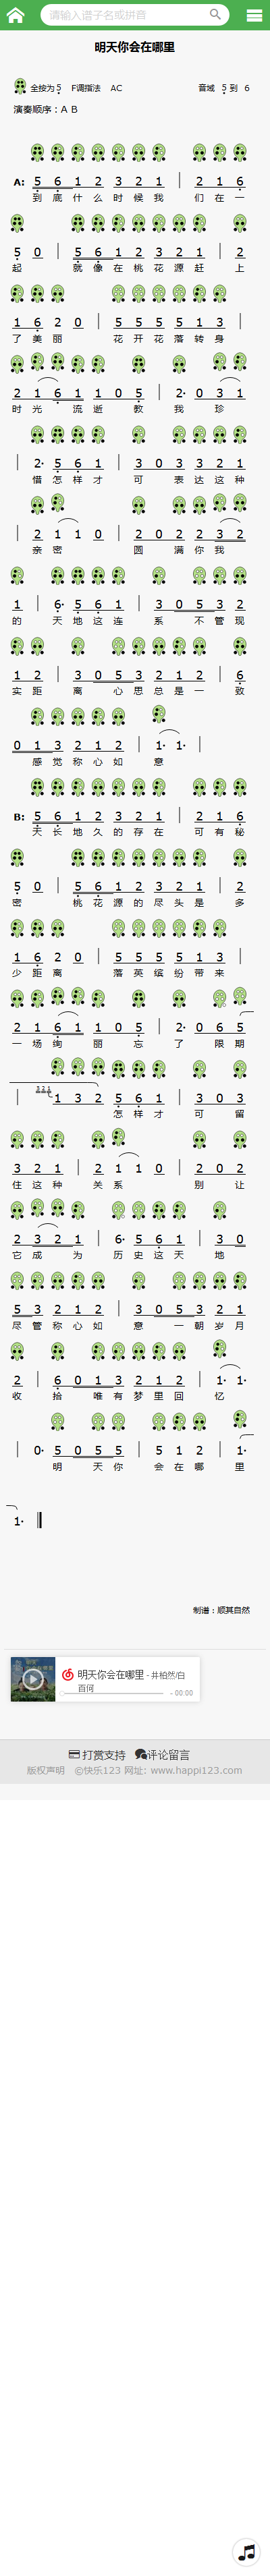 请输入谱子名或拼音
明天你会在哪里
全按为5 F调指法 AC 音域 5 到 6
演奏顺序：A B
A: 5 6 1 2 3 2 1 | 2 1 6
到 底 什 么 时 候 我 们 在 一
5 0 | 5 6 1 2 3 2 1 | 2
起 就 像 在 桃 花 源 赶 上
1 6 2 0 | 5 5 5 5 1 3 |
了 美 丽 花 开 花 落 转 身
2 1 6 1 1 0 5 | 2· 0 3 1
时 光 流 逝 教 我 珍
| 2· 5 6 1 | 3 0 3 3 2 1
惜 怎 样 才 可 表 达 这 种
| 2 1 1 0 | 2 0 2 2 3 2
亲 密 圆 满 你 我
1 | 6· 5 6 1 | 3 0 5 3 2
的 天 地 这 连 系 不 管 现
1 2 | 3 0 5 3 2 1 2 | 6
实 距 离 心 思 总 是 一 致
0 1 3 2 1 2 | 1· 1· |
感 觉 称 心 如 意
B: 5 6 1 2 3 2 1 | 2 1 6
天 长 地 久 的 存 在 可 有 秘
5 0 | 5 6 1 2 3 2 1 | 2
密 桃 花 源 的 尽 头 是 多
1 6 2 0 | 5 5 5 5 1 3 |
少 距 离 落 英 缤 纷 带 来
2 1 6 1 1 0 5 | 2· 0 6 5
一 场 绚 丽 忘 了 限 期
| 1 3 2 5 6 1 | 3 0 3
怎 样 才 可 留
3 2 1 | 2 1 1 0 | 2 0 2
住 这 种 关 系 别 让
2 3 2 1 | 6· 5 6 1 | 3 0
它 成 为 历 史 这 天 地
5 3 2 1 2 | 3 0 5 3 2 1
尽 管 称 心 如 意 一 朝 岁 月
2 | 6 0 1 3 2 1 2 | 1· 1·
收 拾 唯 有 梦 里 回 忆
| 0· 5 0 5 5 | 5 1 2 | 1·
明 天 你 会 在 哪 里
1·
制谱：顺其自然
明天你会在哪里 - 井柏然/白百何
- 00:00
打赏支持 评论留言
版权声明 ©快乐123 网址: www.happi123.com